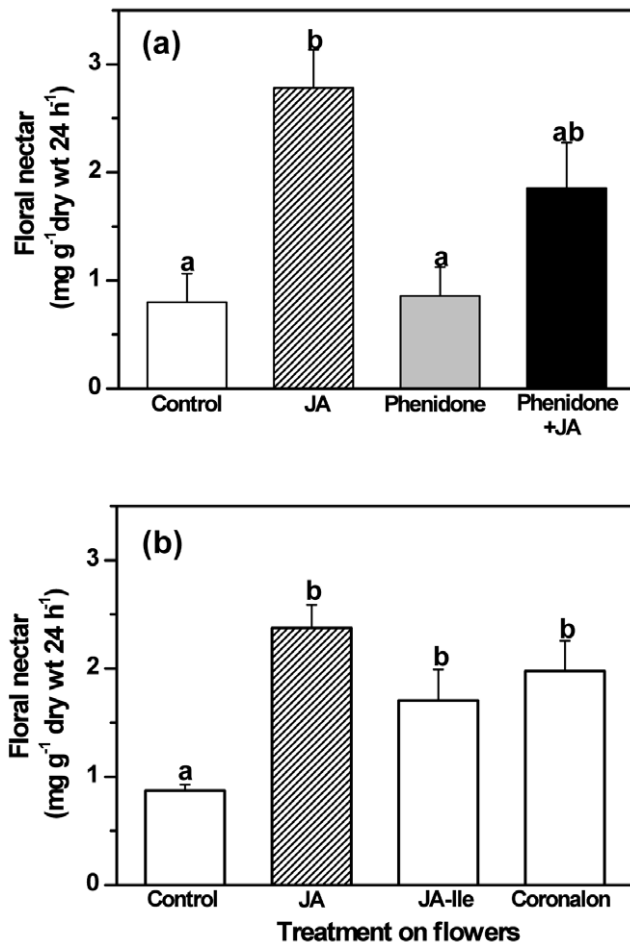 (a)
Floral nectar
(mg g⁻¹dry wt 24 h⁻¹)
3
2
1
0
a
b
a
ab
Control JA Phenidone Phenidone
+JA
(b)
Floral nectar
(mg g⁻¹ dry wt 24 h⁻¹)
3
2
1
0
a
b
b
b
Control JA JA-Ile Coronalon
Treatment on flowers